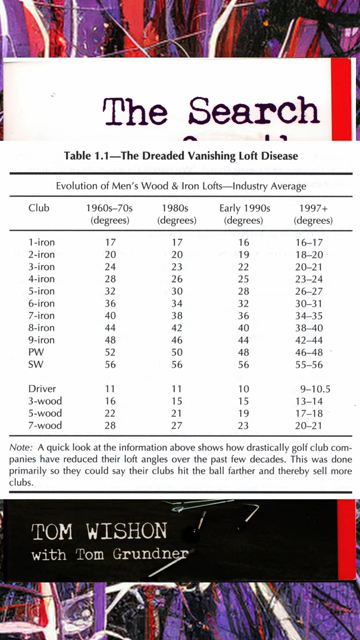 The Search
Table 1.1—The Dreaded Vanishing Loft Disease
Evolution of Men's Wood & Iron Lofts—Industry Average
Club 1960s–70s 1980s Early 1990s 1997+
(degrees) (degrees) (degrees) (degrees)
1-iron 17 17 16 16–17
2-iron 20 20 19 18–20
3-iron 24 23 22 20–21
4-iron 28 26 25 23–24
5-iron 32 30 28 26–27
6-iron 36 34 32 30–31
7-iron 40 38 36 34–35
8-iron 44 42 40 38–40
9-iron 48 46 44 42–44
PW 52 50 48 46–48
SW 56 56 56 55–56
Driver 11 11 10 9–10.5
3-wood 16 15 15 13–14
5-wood 22 21 19 17–18
7-wood 28 27 23 20–21
Note: A quick look at the information above shows how drastically golf club com-
panies have reduced their loft angles over the past few decades. This was done
primarily so they could say their clubs hit the ball farther and thereby sell more
clubs.
TOM WISHON
with Tom Grundner